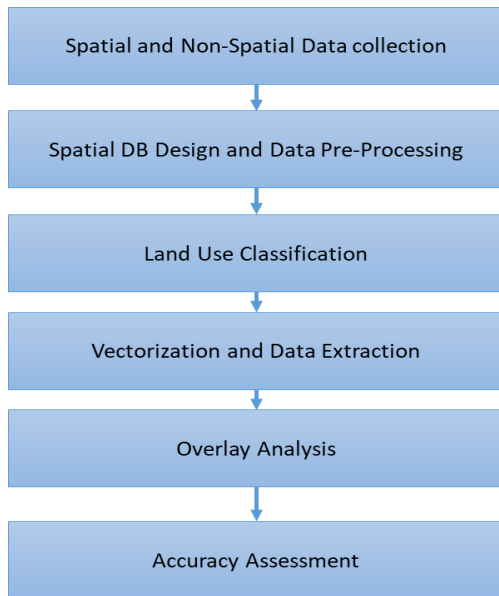 Spatial and Non-Spatial Data collection
Spatial DB Design and Data Pre-Processing
Land Use Classification
Vectorization and Data Extraction
Overlay Analysis
Accuracy Assessment